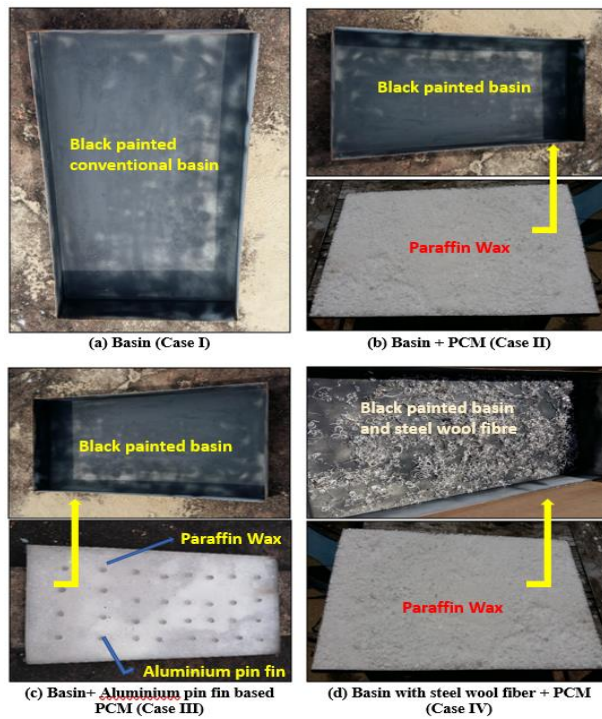 Black painted
conventional basin
(a) Basin (Case I)
Black painted basin
Paraffin Wax
(b) Basin + PCM (Case II)
Black painted basin
Paraffin Wax
Aluminium pin fin
(c) Basin+ Aluminium pin fin based
PCM (Case III)
Black painted basin
and steel wool fibre
Paraffin Wax
(d) Basin with steel wool fiber + PCM
(Case IV)